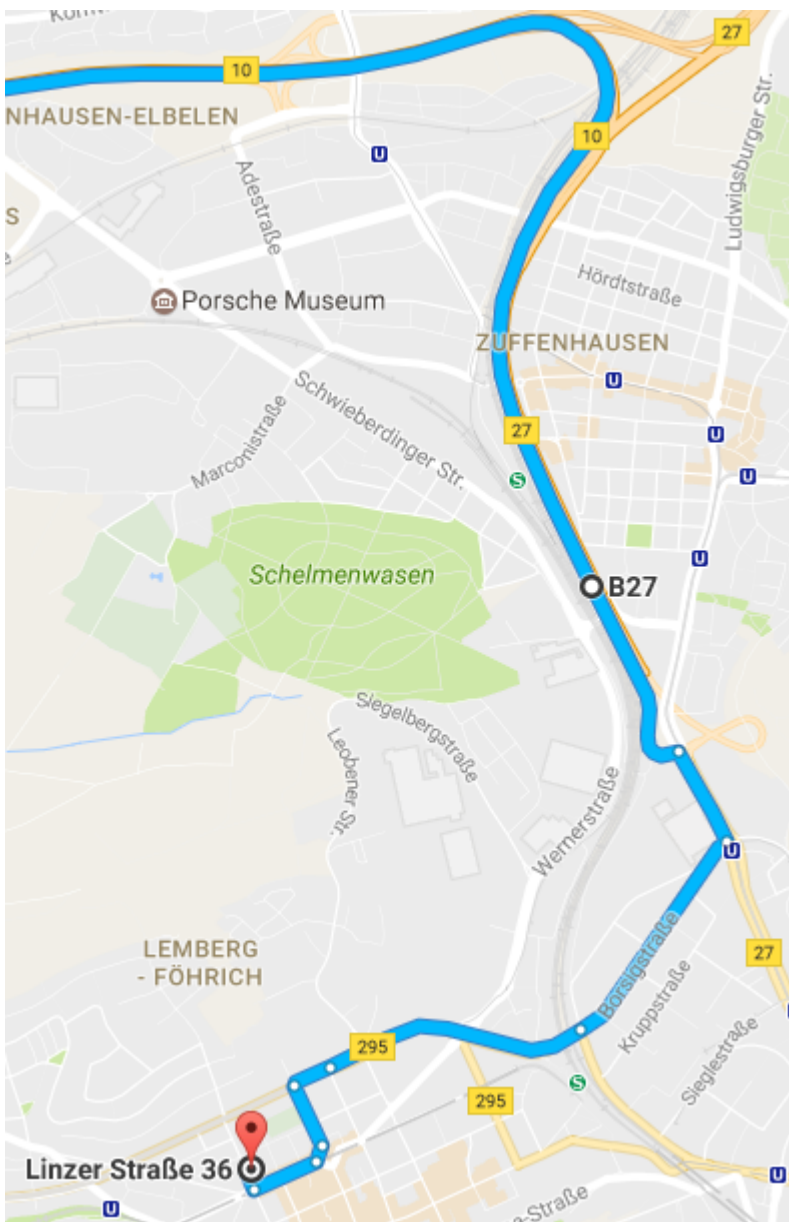 27
10
NHAUSEN-ELBELEN
10
U
Adestraße
Ludwigsburger Str.
S
Hördtstraße
Porsche Museum
ZUFFENHAUSEN
U
Schwieberdinger Str.
Marconistraße
27
U
U
S
U
Schelmenwasen
B27
Siegelbergstraße
Leobener Str.
Wernerstraße
U
LEMBERG
- FÖHRICH
Borsigstraße
27
Kruppstraße
295
Sieglestraße
S
295
Linzer Straße 36
U
U
a-Straße